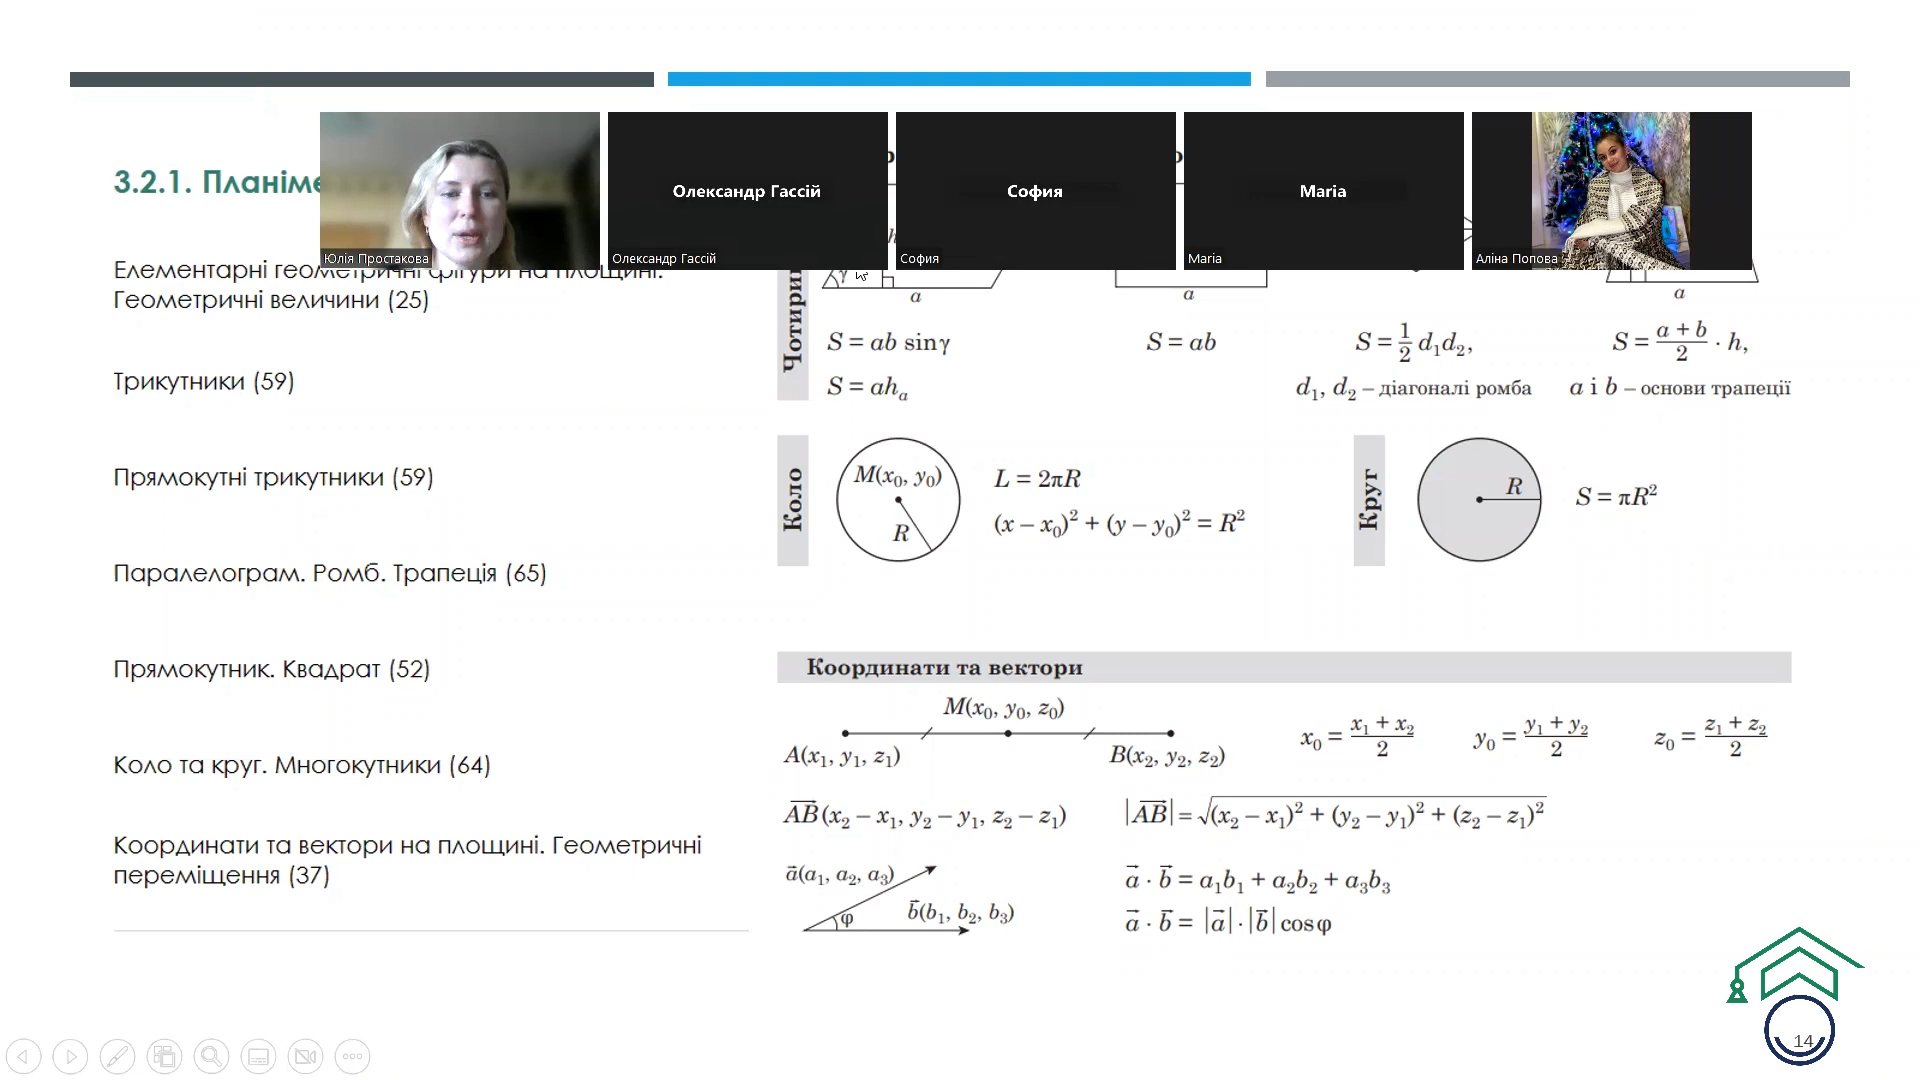 3.2.1. Планіме
Юлія Простакова
Олександр Гассій
Олександр Гассій
София
София
Maria
Maria
Аліна Попова
Елементарні геометричні фігури на площині.
Геометричні величини (25)
Трикутники (59)
Прямокутні трикутники (59)
Паралелограм. Ромб. Трапеція (65)
Прямокутник. Квадрат (52)
Коло та круг. Многокутники (64)
Координати та вектори на площині. Геометричні
переміщення (37)
Чотири
γ
a
a
a
S = ab sinγ
S = ah_a
S = ab
S = 1/2 d₁d₂,
d₁, d₂ – діагоналі ромба
S = (a + b)/2 · h,
a і b – основи трапеції
Коло
M(x₀, y₀)
R
L = 2πR
(x – x₀)² + (y – y₀)² = R²
Круг
R
S = πR²
Координати та вектори
M(x₀, y₀, z₀)
A(x₁, y₁, z₁)
B(x₂, y₂, z₂)
x₀ = (x₁ + x₂)/2
y₀ = (y₁ + y₂)/2
z₀ = (z₁ + z₂)/2
AB⃗(x₂ – x₁, y₂ – y₁, z₂ – z₁)
|AB⃗| = √((x₂ – x₁)² + (y₂ – y₁)² + (z₂ – z₁)²)
a⃗(a₁, a₂, a₃)
φ
b⃗(b₁, b₂, b₃)
a⃗ · b⃗ = a₁b₁ + a₂b₂ + a₃b₃
a⃗ · b⃗ = |a⃗| · |b⃗| cosφ
14